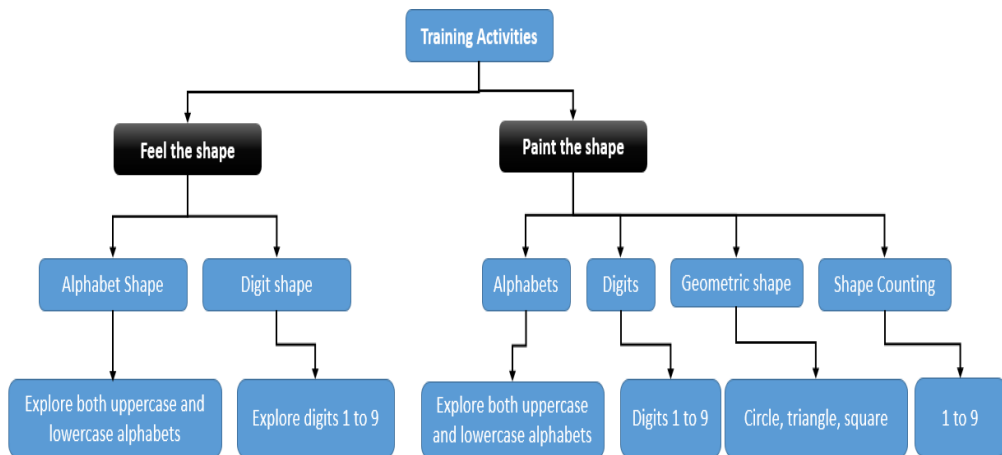 Training Activities
Feel the shape
Paint the shape
Alphabet Shape
Digit shape
Alphabets
Digits
Geometric shape
Shape Counting
Explore both uppercase and
lowercase alphabets
Explore digits 1 to 9
Explore both uppercase
and lowercase alphabets
Digits 1 to 9
Circle, triangle, square
1 to 9